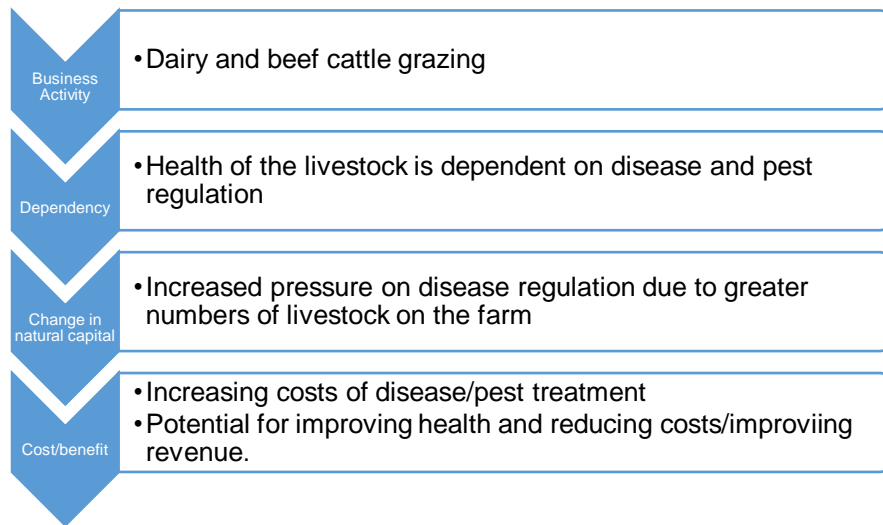 Business
Activity
•Dairy and beef cattle grazing
Dependency
•Health of the livestock is dependent on disease and pest
regulation
Change in
natural capital
•Increased pressure on disease regulation due to greater
numbers of livestock on the farm
Cost/benefit
•Increasing costs of disease/pest treatment
•Potential for improving health and reducing costs/improviing
revenue.